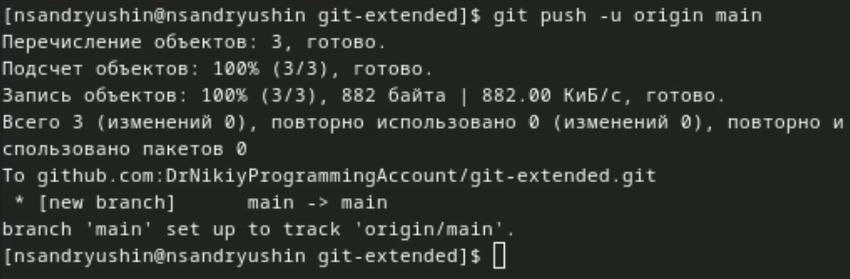 [nsandryushin@nsandryushin git-extended]$ git push -u origin main
Перечисление объектов: 3, готово.
Подсчет объектов: 100% (3/3), готово.
Запись объектов: 100% (3/3), 882 байта | 882.00 КиБ/с, готово.
Всего 3 (изменений 0), повторно использовано 0 (изменений 0), повторно и
спользовано пакетов 0
To github.com:DrNikiyProgrammingAccount/git-extended.git
 * [new branch]      main -> main
branch 'main' set up to track 'origin/main'.
[nsandryushin@nsandryushin git-extended]$